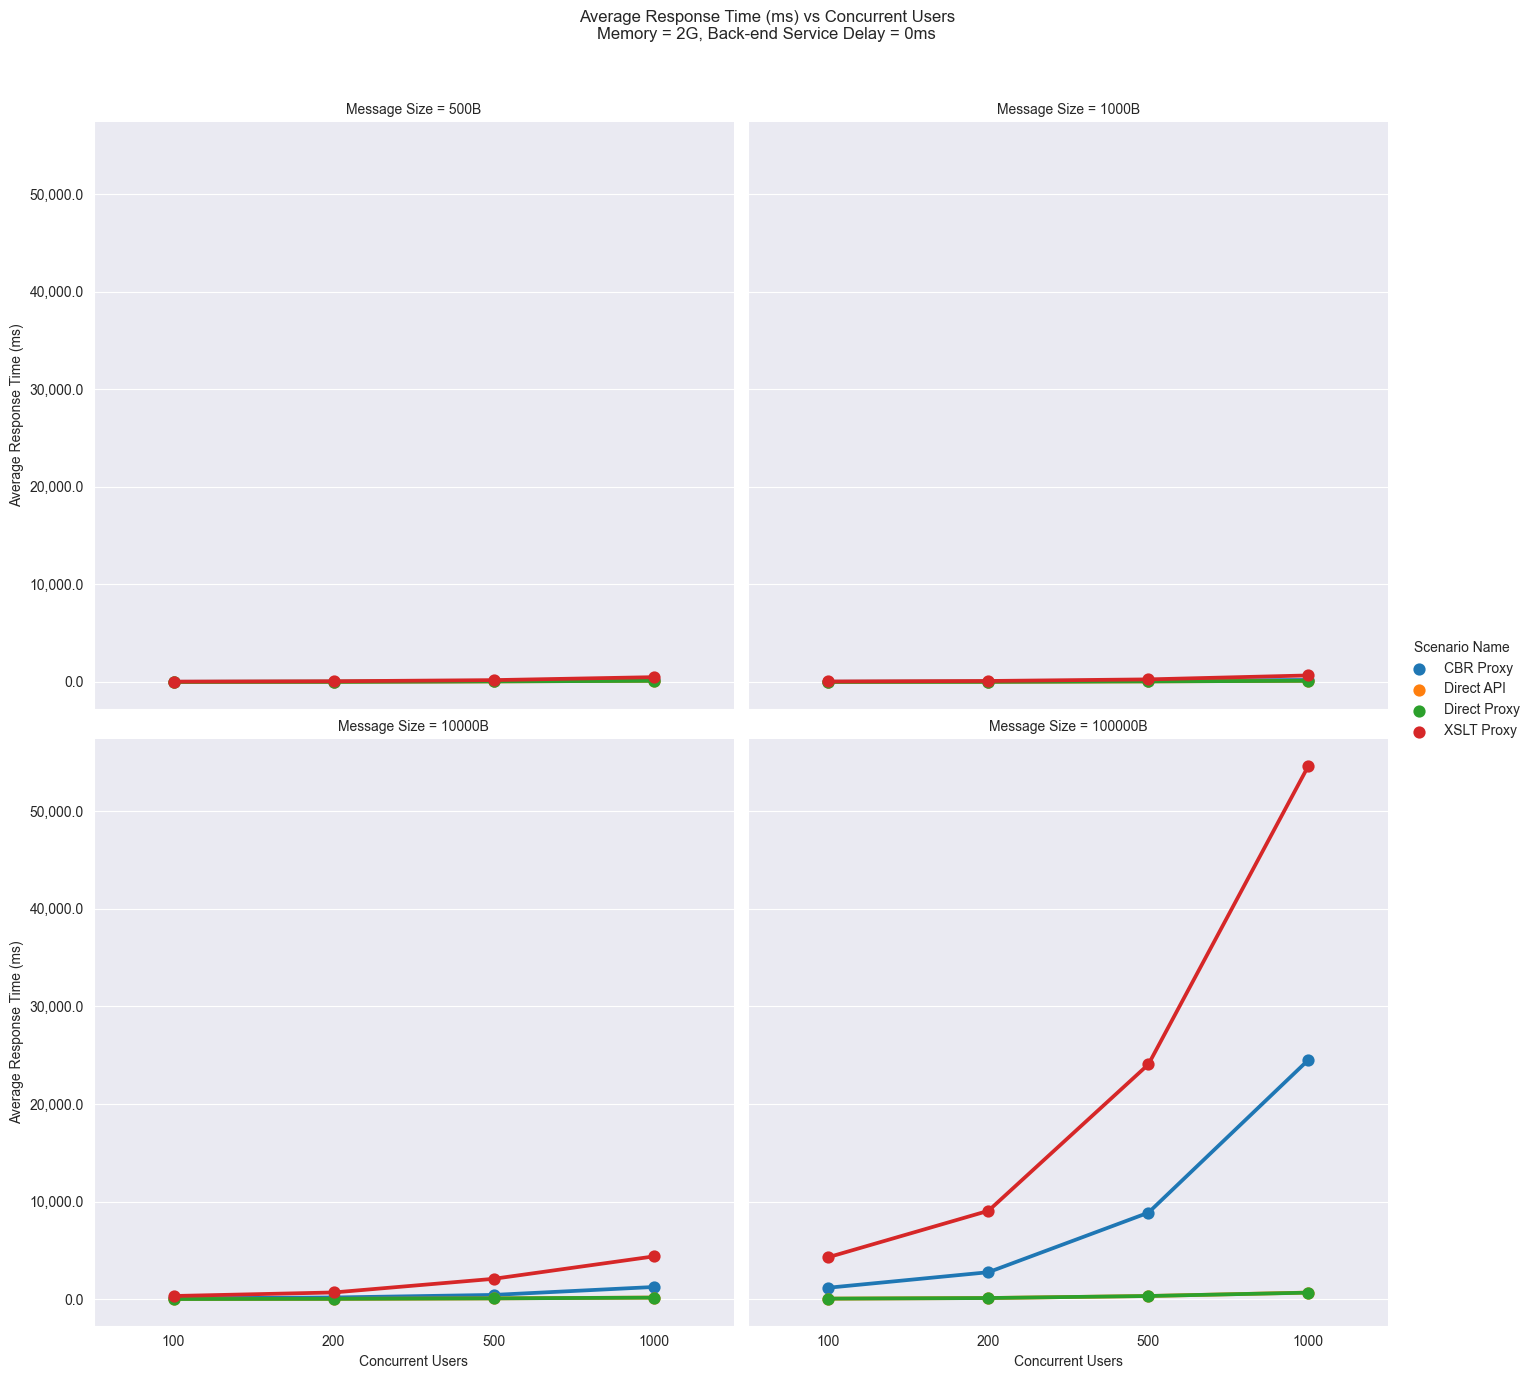 Average Response Time (ms) vs Concurrent Users
Memory = 2G, Back-end Service Delay = 0ms
Message Size = 500B
Message Size = 1000B
50,000.0
40,000.0
30,000.0
20,000.0
10,000.0
0.0
Average Response Time (ms)
Message Size = 10000B
Message Size = 100000B
50,000.0
40,000.0
30,000.0
20,000.0
10,000.0
0.0
Average Response Time (ms)
100 200 500 1000
Concurrent Users
100 200 500 1000
Concurrent Users
Scenario Name
CBR Proxy
Direct API
Direct Proxy
XSLT Proxy